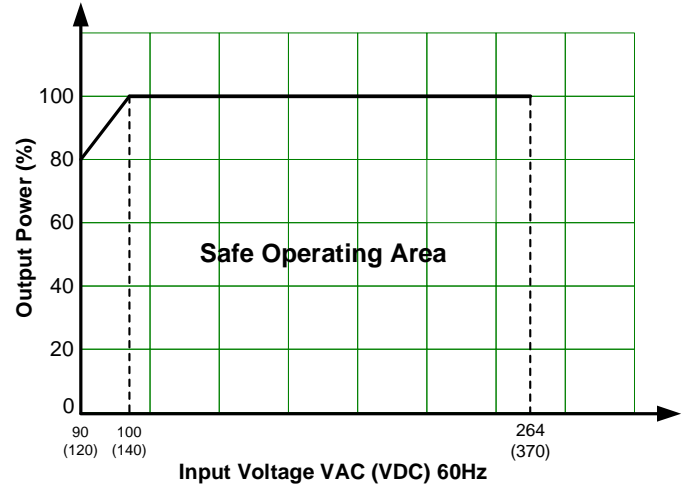 Output Power (%)
100
80
60
40
20
0
Safe Operating Area
90 100 264
(120) (140) (370)
Input Voltage VAC (VDC) 60Hz